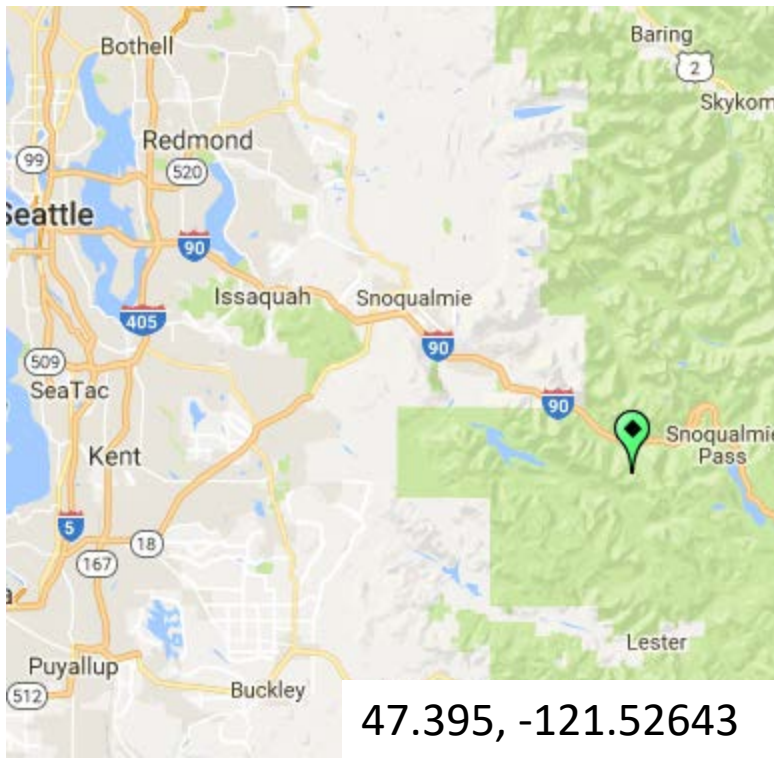 Bothell
Baring
2
Skykom
Redmond
99
520
Seattle
90
Issaquah
Snoqualmie
405
90
509
SeaTac
90
Snoqualmie
Pass
Kent
5
18
167
a
Lester
Puyallup
512
Buckley
47.395, -121.52643